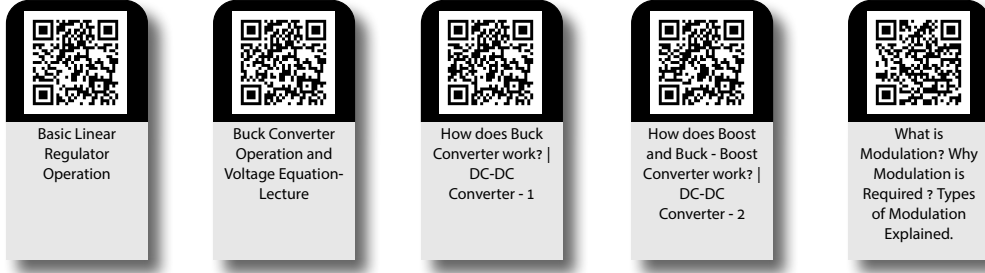 Basic Linear
Regulator
Operation
Buck Converter
Operation and
Voltage Equation-
Lecture
How does Buck
Converter work? |
DC-DC
Converter - 1
How does Boost
and Buck - Boost
Converter work? |
DC-DC
Converter - 2
What is
Modulation? Why
Modulation is
Required ? Types
of Modulation
Explained.